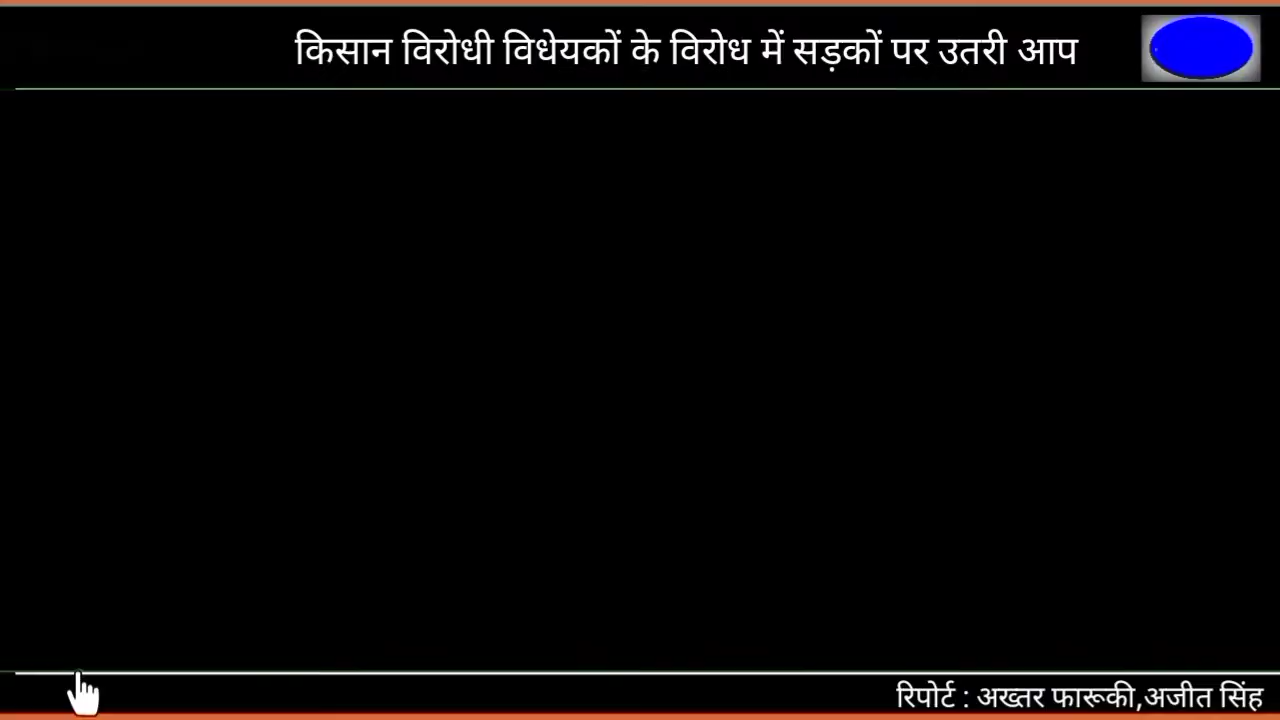 किसान विरोधी विधेयकों के विरोध में सड़कों पर उतरी आप
रिपोर्ट : अख्तर फारूकी,अजीत सिंह